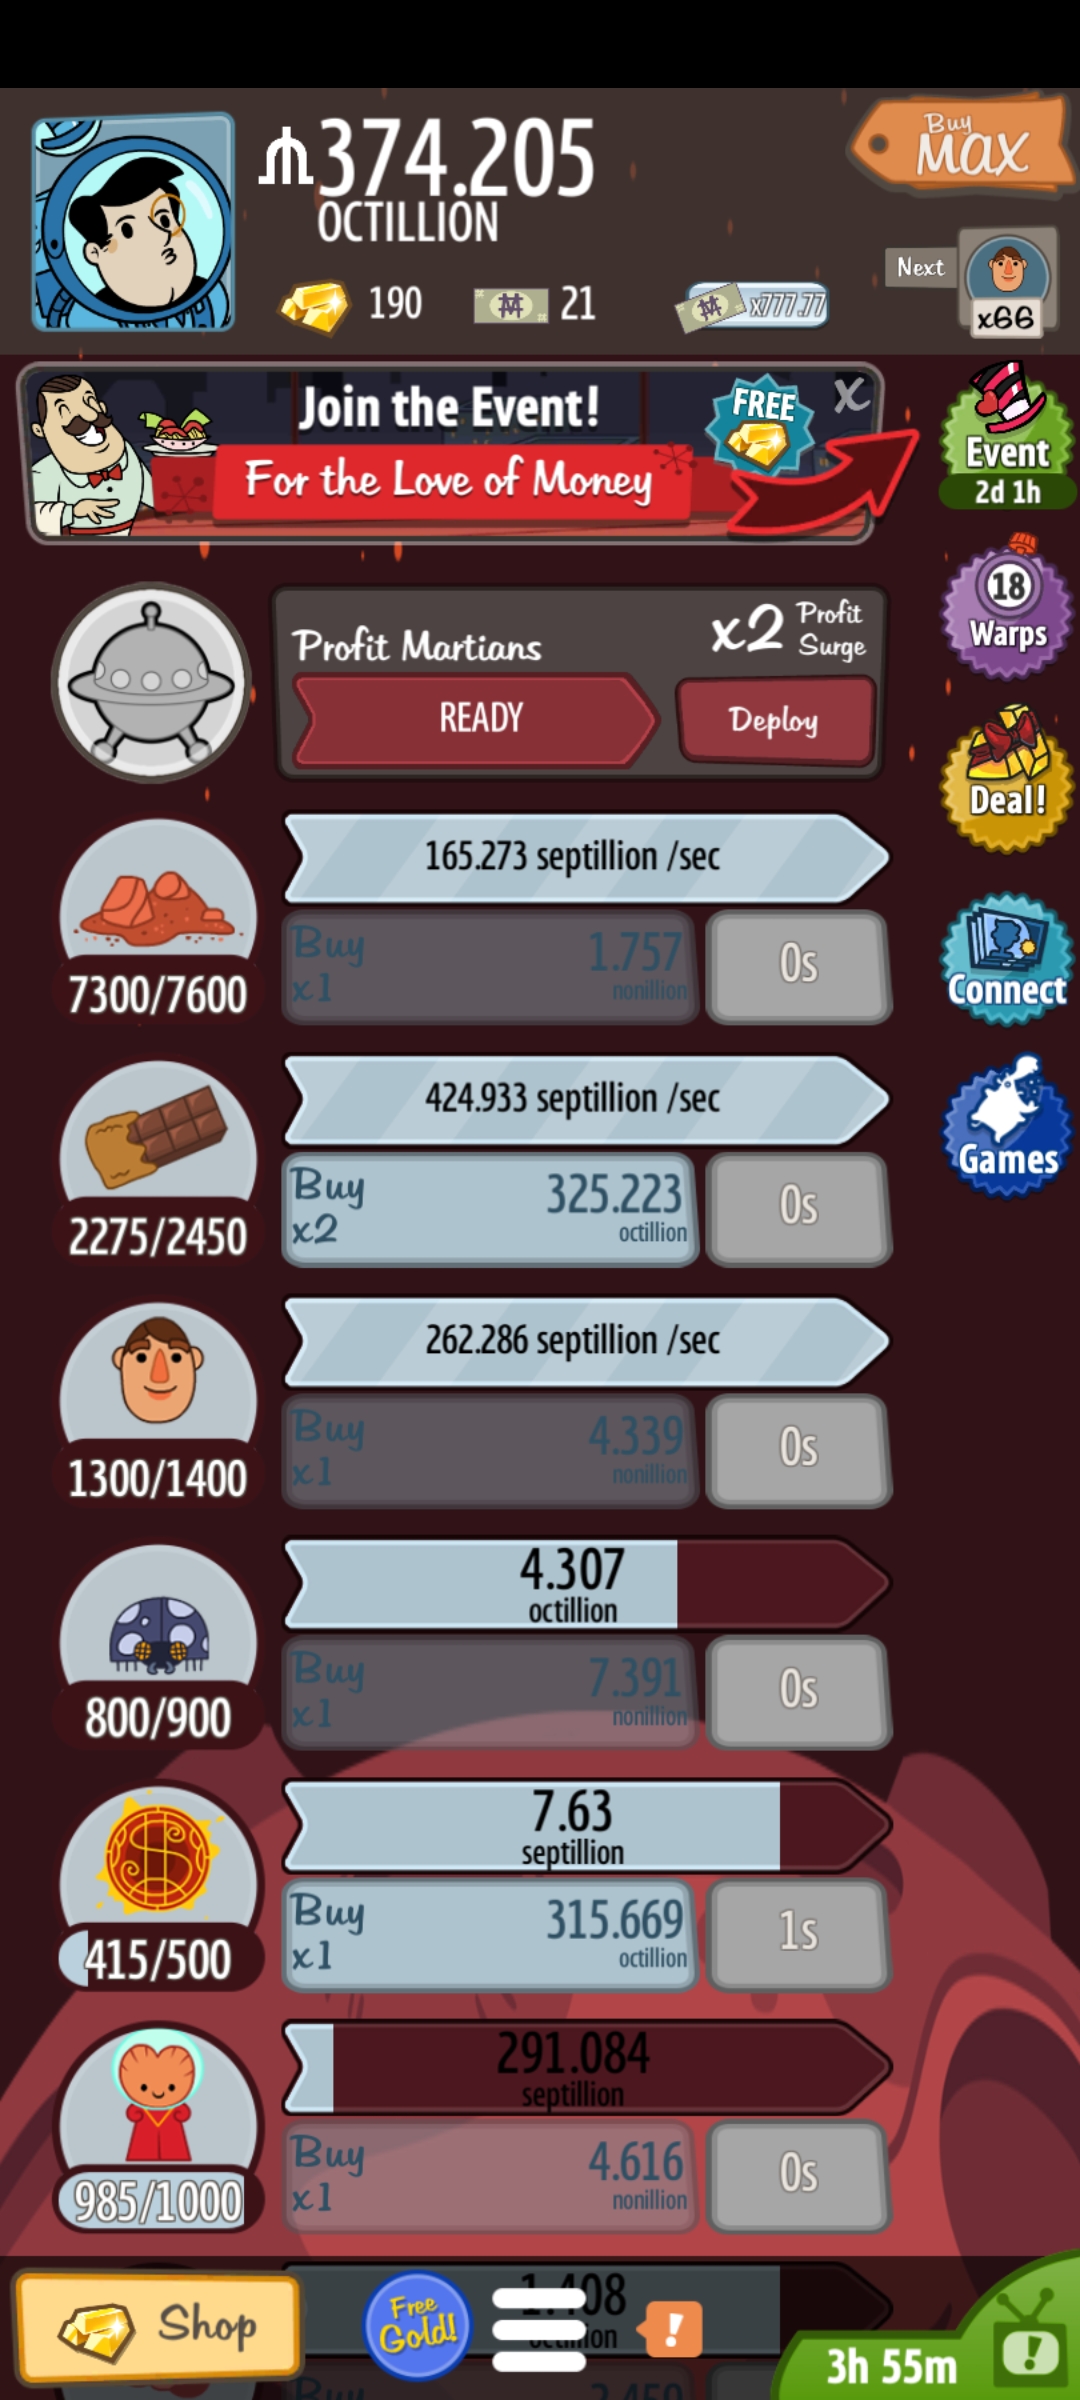 374.205
OCTILLION
Buy
MAX
190
21
x777.77
Next
x66
Join the Event!
FREE
X
For the Love of Money
Event
2d 1h
18
Warps
Profit Martians
x2 Profit Surge
READY
Deploy
Deal!
165.273 septillion /sec
Buy
x1
1.757
nonillion
0s
7300/7600
Connect
424.933 septillion /sec
Buy
x2
325.223
octillion
0s
2275/2450
Games
262.286 septillion /sec
Buy
x1
4.339
nonillion
0s
1300/1400
4.307
octillion
Buy
x1
7.391
nonillion
0s
800/900
7.63
septillion
Buy
x1
315.669
octillion
1s
415/500
291.084
septillion
Buy
x1
4.616
nonillion
0s
985/1000
Shop
Free
Gold!
!
3h 55m
!